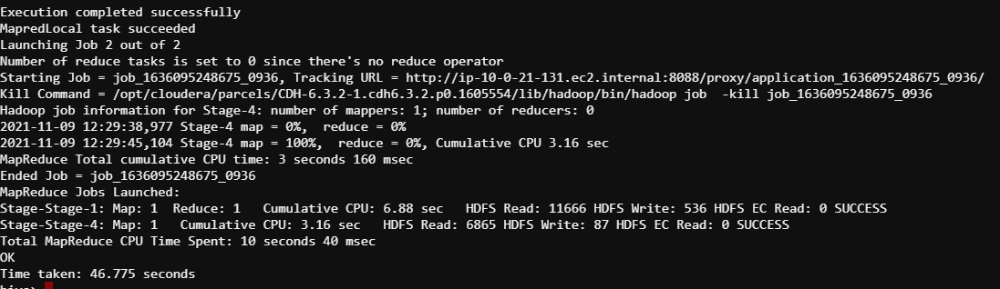 Execution completed successfully
MapredLocal task succeeded
Launching Job 2 out of 2
Number of reduce tasks is set to 0 since there's no reduce operator
Starting Job = job_1636095248675_0936, Tracking URL = http://ip-10-0-21-131.ec2.internal:8088/proxy/application_1636095248675_0936/
Kill Command = /opt/cloudera/parcels/CDH-6.3.2-1.cdh6.3.2.p0.1605554/lib/hadoop/bin/hadoop job  -kill job_1636095248675_0936
Hadoop job information for Stage-4: number of mappers: 1; number of reducers: 0
2021-11-09 12:29:38,977 Stage-4 map = 0%,  reduce = 0%
2021-11-09 12:29:45,104 Stage-4 map = 100%,  reduce = 0%, Cumulative CPU 3.16 sec
MapReduce Total cumulative CPU time: 3 seconds 160 msec
Ended Job = job_1636095248675_0936
MapReduce Jobs Launched:
Stage-Stage-1: Map: 1  Reduce: 1   Cumulative CPU: 6.88 sec   HDFS Read: 11666 HDFS Write: 536 HDFS EC Read: 0 SUCCESS
Stage-Stage-4: Map: 1   Cumulative CPU: 3.16 sec   HDFS Read: 6865 HDFS Write: 87 HDFS EC Read: 0 SUCCESS
Total MapReduce CPU Time Spent: 10 seconds 40 msec
OK
Time taken: 46.775 seconds